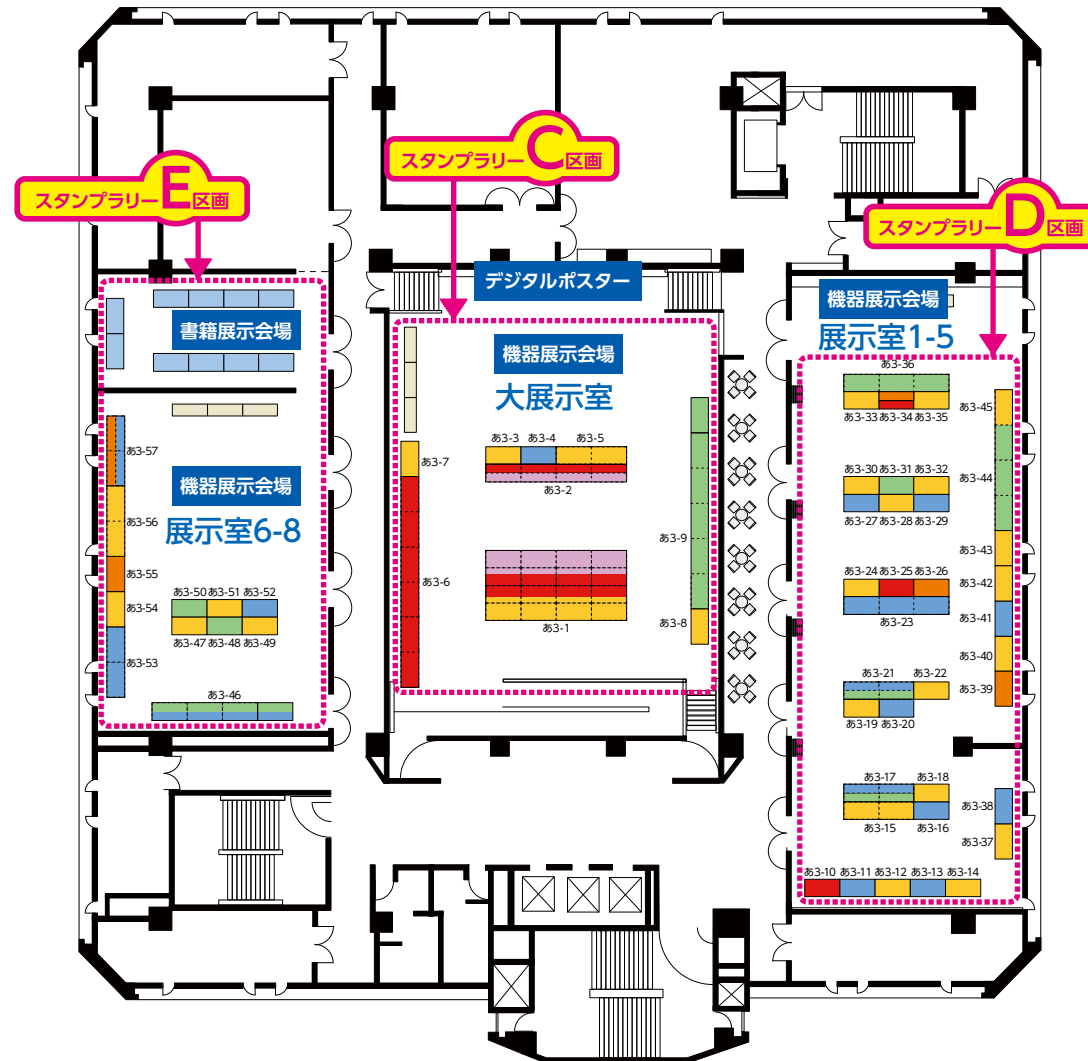 スタンプラリーE区画
スタンプラリーC区画
スタンプラリーD区画
書籍展示会場
機器展示会場
展示室6-8
あ3-57
あ3-56
あ3-55
あ3-54
あ3-53
あ3-50 あ3-51 あ3-52
あ3-47 あ3-48 あ3-49
あ3-46
デジタルポスター
機器展示会場
大展示室
あ3-3 あ3-4 あ3-5
あ3-2
あ3-7
あ3-6
あ3-1
あ3-9
あ3-8
機器展示会場
展示室1-5
あ3-36
あ3-33 あ3-34 あ3-35
あ3-30 あ3-31 あ3-32
あ3-27 あ3-28 あ3-29
あ3-24 あ3-25 あ3-26
あ3-23
あ3-21 あ3-22
あ3-19 あ3-20
あ3-17 あ3-18
あ3-15 あ3-16
あ3-10 あ3-11 あ3-12 あ3-13 あ3-14
あ3-45
あ3-44
あ3-43
あ3-42
あ3-41
あ3-40
あ3-39
あ3-38
あ3-37